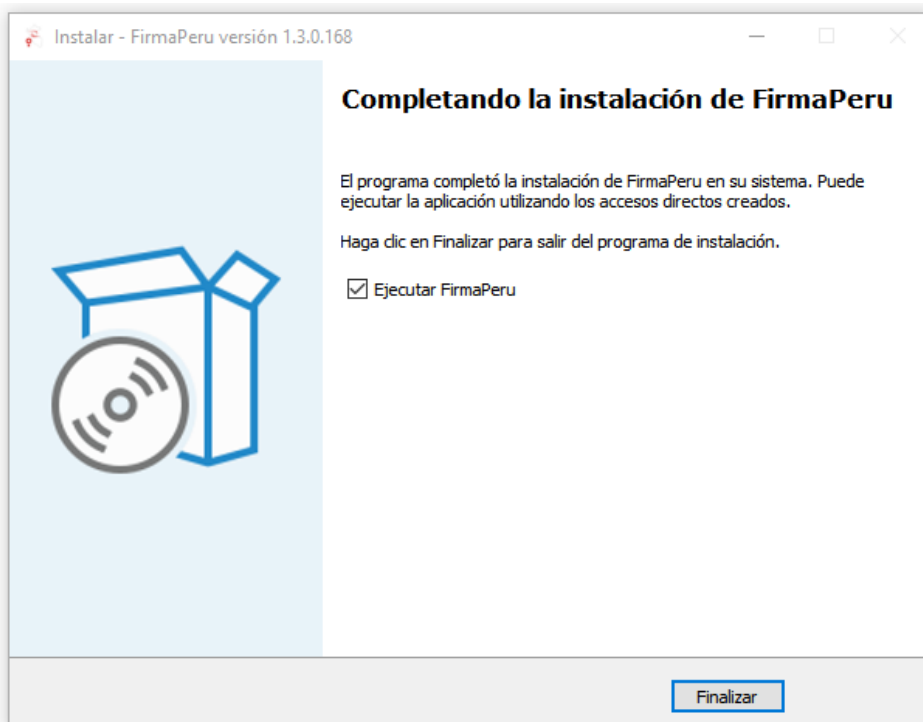 Instalar - FirmaPeru versión 1.3.0.168
Completando la instalación de FirmaPeru
El programa completó la instalación de FirmaPeru en su sistema. Puede
ejecutar la aplicación utilizando los accesos directos creados.
Haga clic en Finalizar para salir del programa de instalación.
Ejecutar FirmaPeru
Finalizar